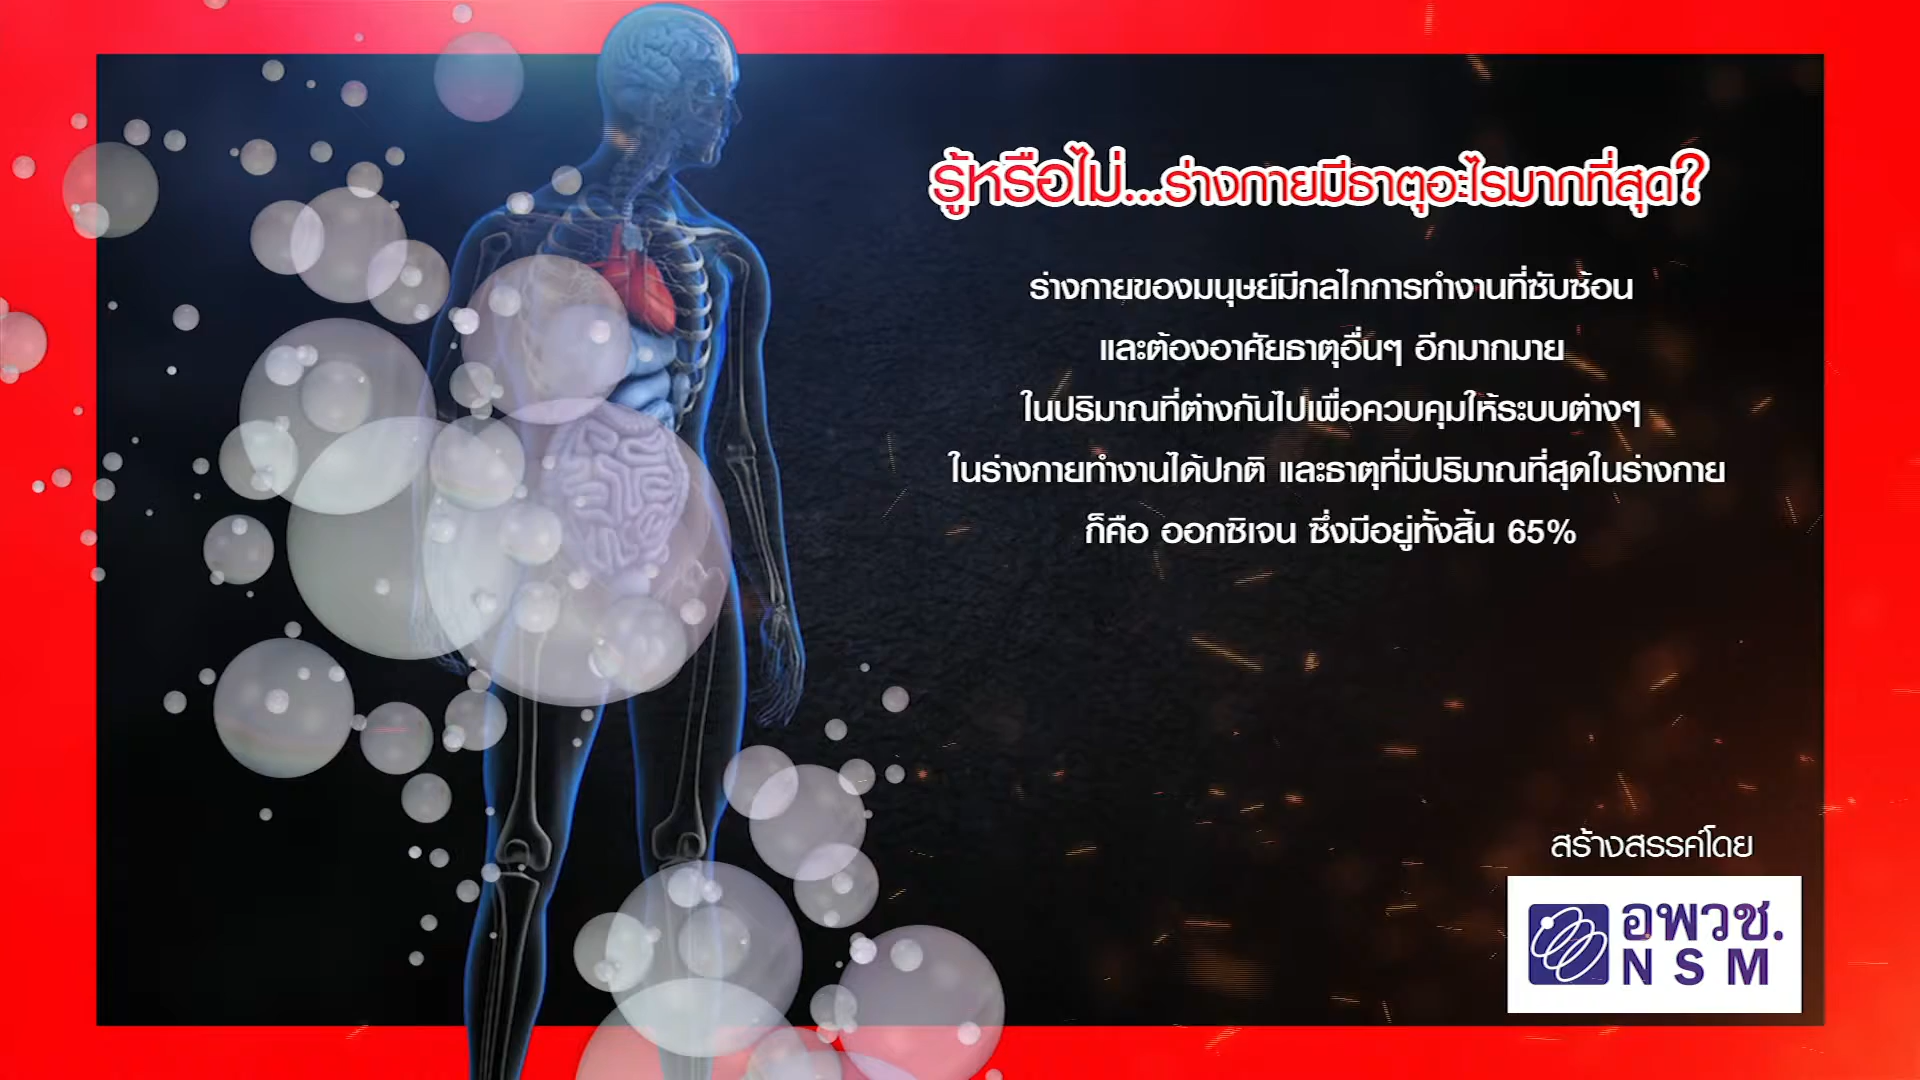 รู้หรือไม่...ร่างกายมีธาตุอะไรมากที่สุด?
ร่างกายของมนุษย์มีกลไกการทำงานที่ซับซ้อน
และต้องอาศัยธาตุอื่นๆ อีกมากมาย
ในปริมาณที่ต่างกันไปเพื่อควบคุมให้ระบบต่างๆ
ในร่างกายทำงานได้ปกติ และธาตุที่มีปริมาณที่สุดในร่างกาย
ก็คือ ออกซิเจน ซึ่งมีอยู่ทั้งสิ้น 65%
สร้างสรรค์โดย
อพวช.
NSM